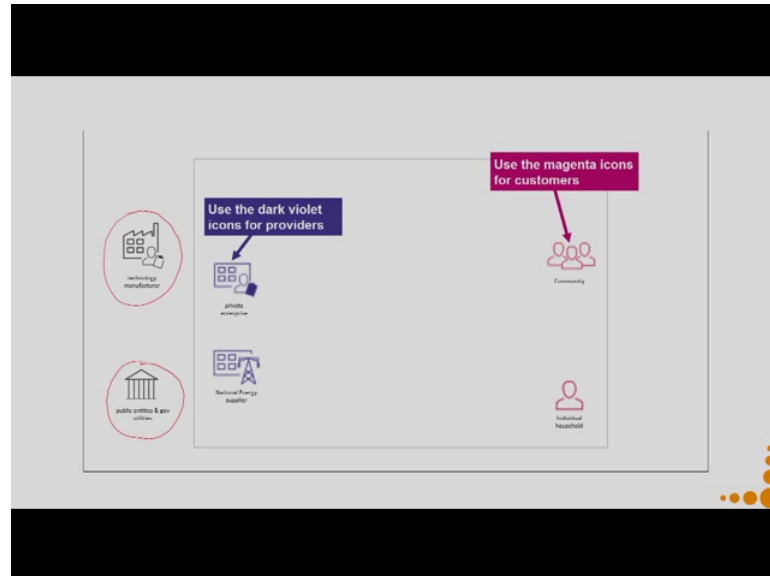 Use the magenta icons
for customers
Use the dark violet
icons for providers
technology
manufacturer
private
enterprise
Community
public entities & gov
utilities
National Energy
supplier
Individual
household